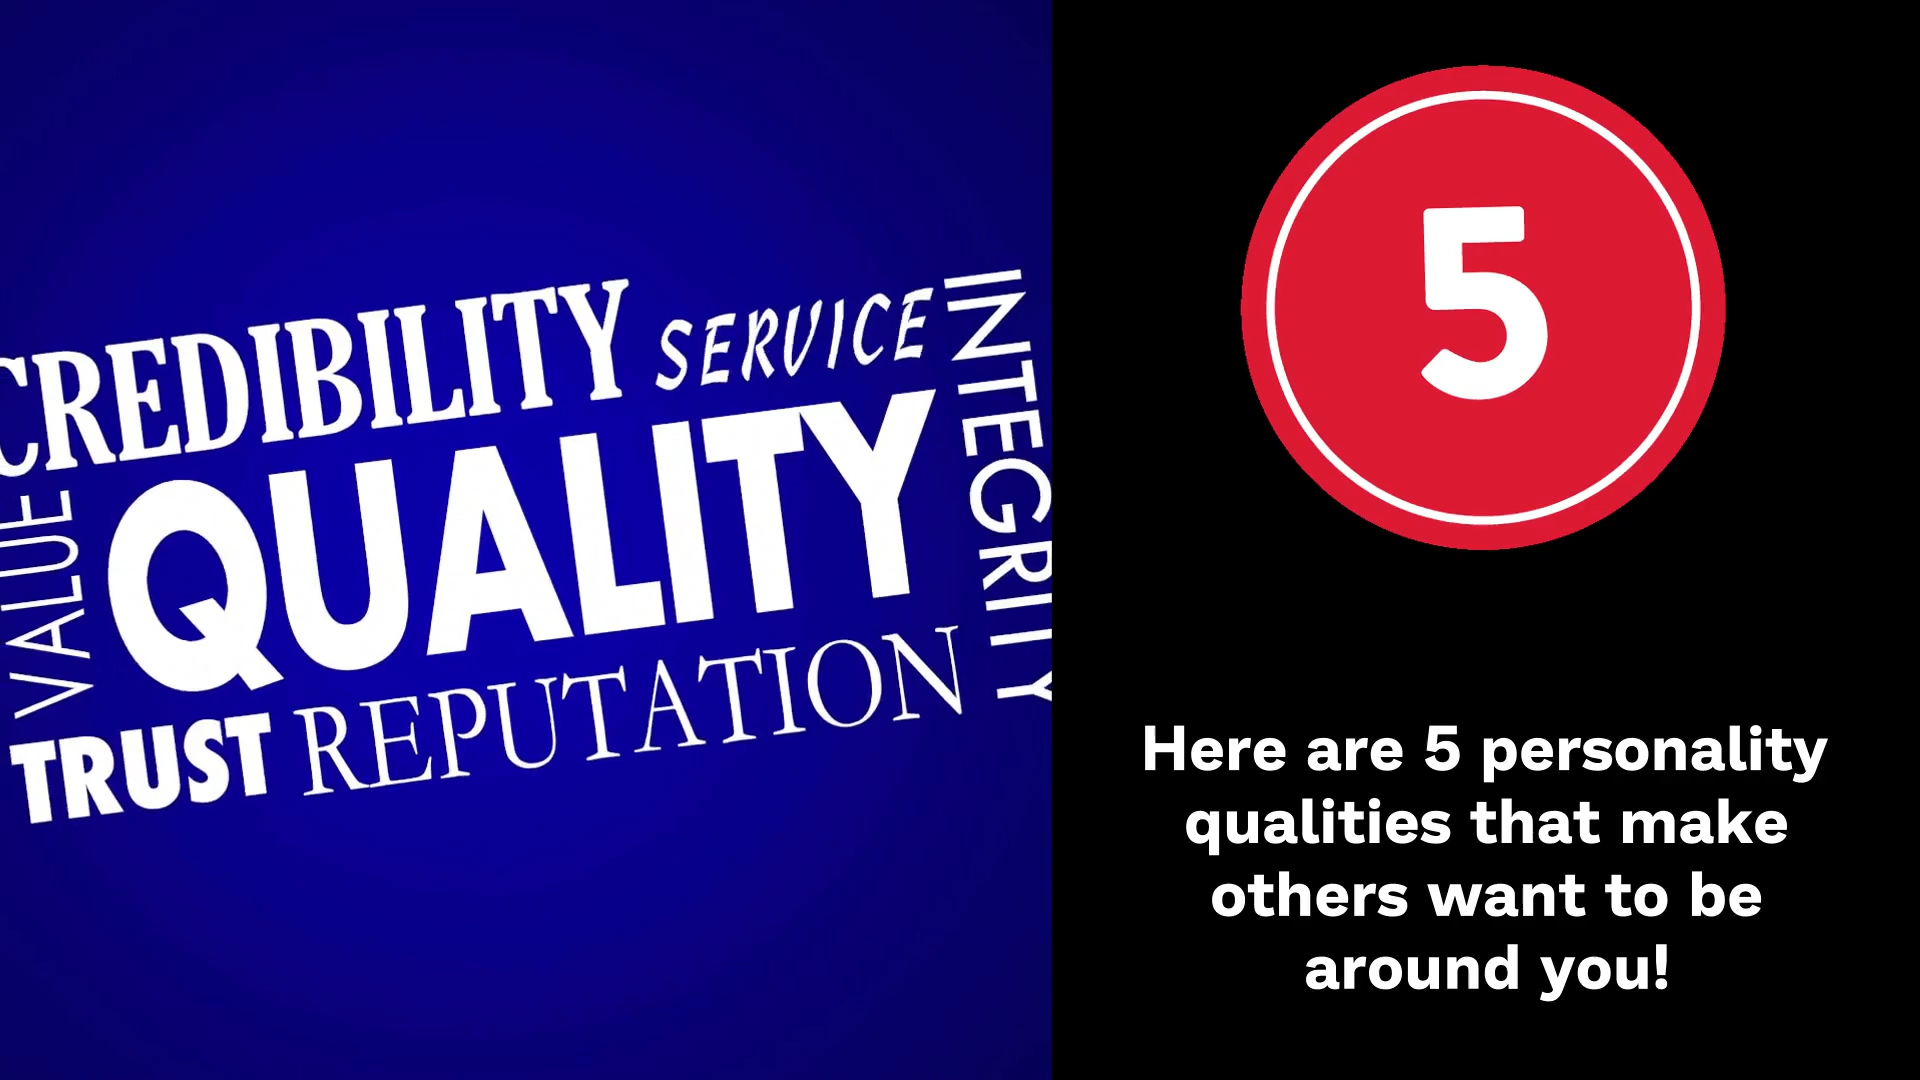 CREDIBILITY SERVICE
INTEGRITY
VALUE
QUALITY
TRUST REPUTATION
5
Here are 5 personality
qualities that make
others want to be
around you!